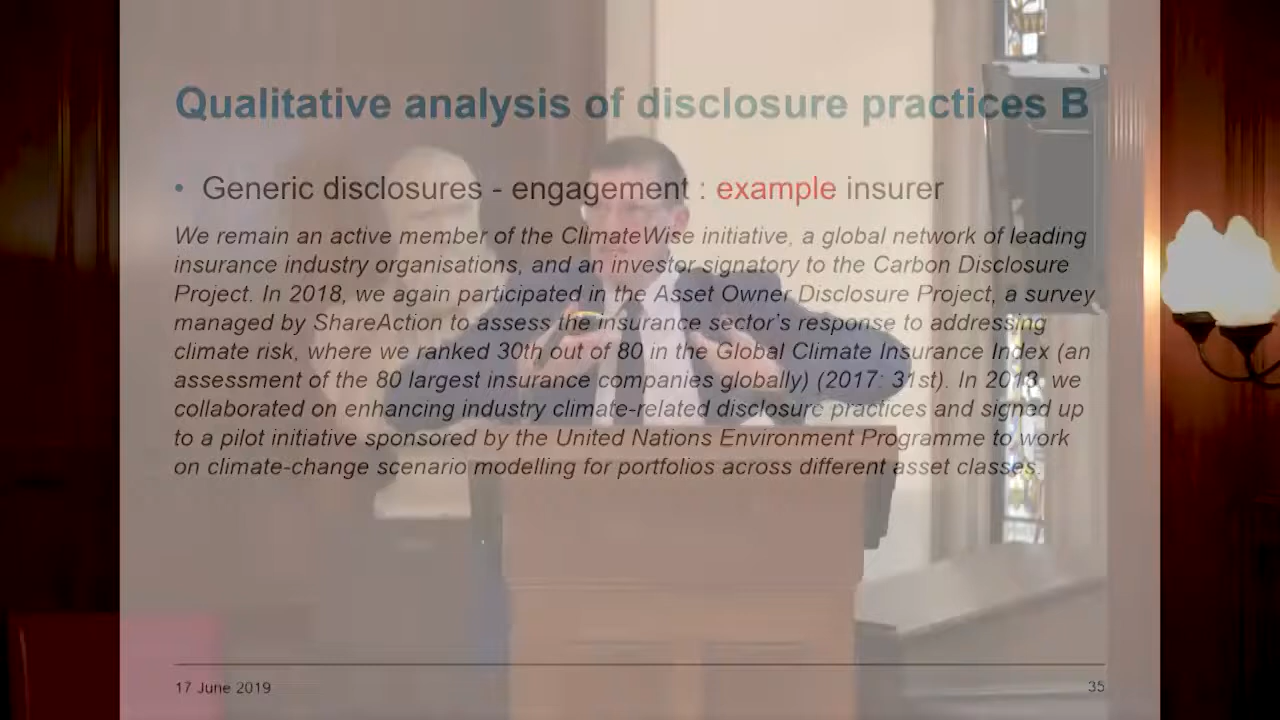 Qualitative analysis of disclosure practices B
• Generic disclosures - engagement : example insurer
We remain an active member of the ClimateWise initiative, a global network of leading
insurance industry organisations, and an investor signatory to the Carbon Disclosure
Project. In 2018, we again participated in the Asset Owner Disclosure Project, a survey
managed by ShareAction to assess the insurance sector's response to addressing
climate risk, where we ranked 30th out of 80 in the Global Climate Insurance Index (an
assessment of the 80 largest insurance companies globally) (2017: 31st). In 2018, we
collaborated on enhancing industry climate-related disclosure practices and signed up
to a pilot initiative sponsored by the United Nations Environment Programme to work
on climate-change scenario modelling for portfolios across different asset classes.
17 June 2019
35